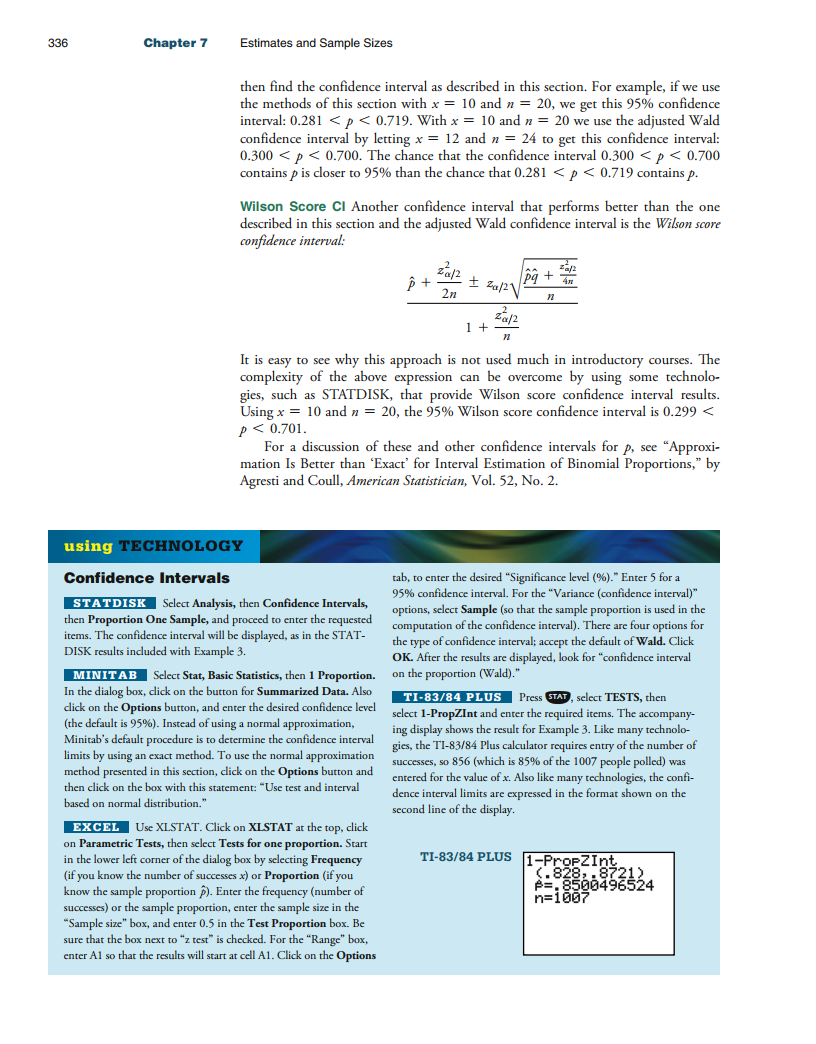 336 Chapter 7 Estimates and Sample Sizes
then find the confidence interval as described in this section. For example, if we use
the methods of this section with x = 10 and n = 20, we get this 95% confidence
interval: 0.281 < p < 0.719. With x = 10 and n = 20 we use the adjusted Wald
confidence interval by letting x = 12 and n = 24 to get this confidence interval:
0.300 < p < 0.700. The chance that the confidence interval 0.300 < p < 0.700
contains p is closer to 95% than the chance that 0.281 < p < 0.719 contains p.
Wilson Score CI Another confidence interval that performs better than the one
described in this section and the adjusted Wald confidence interval is the Wilson score
confidence interval:
p̂ + z²α/2 / 2n ± zα/2 √((p̂q̂ + z²α/2 / 4n) / n)
1 + z²α/2 / n
It is easy to see why this approach is not used much in introductory courses. The
complexity of the above expression can be overcome by using some technolo-
gies, such as STATDISK, that provide Wilson score confidence interval results.
Using x = 10 and n = 20, the 95% Wilson score confidence interval is 0.299 <
p < 0.701.
For a discussion of these and other confidence intervals for p, see “Approxi-
mation Is Better than ‘Exact’ for Interval Estimation of Binomial Proportions,” by
Agresti and Coull, American Statistician, Vol. 52, No. 2.
using TECHNOLOGY
Confidence Intervals
STATDISK Select Analysis, then Confidence Intervals,
then Proportion One Sample, and proceed to enter the requested
items. The confidence interval will be displayed, as in the STAT-
DISK results included with Example 3.
MINITAB Select Stat, Basic Statistics, then 1 Proportion.
In the dialog box, click on the button for Summarized Data. Also
click on the Options button, and enter the desired confidence level
(the default is 95%). Instead of using a normal approximation,
Minitab’s default procedure is to determine the confidence interval
limits by using an exact method. To use the normal approximation
method presented in this section, click on the Options button and
then click on the box with this statement: “Use test and interval
based on normal distribution.”
EXCEL Use XLSTAT. Click on XLSTAT at the top, click
on Parametric Tests, then select Tests for one proportion. Start
in the lower left corner of the dialog box by selecting Frequency
(if you know the number of successes x) or Proportion (if you
know the sample proportion p̂). Enter the frequency (number of
successes) or the sample proportion, enter the sample size in the
“Sample size” box, and enter 0.5 in the Test Proportion box. Be
sure that the box next to “z test” is checked. For the “Range” box,
enter A1 so that the results will start at cell A1. Click on the Options
tab, to enter the desired “Significance level (%).” Enter 5 for a
95% confidence interval. For the “Variance (confidence interval)”
options, select Sample (so that the sample proportion is used in the
computation of the confidence interval). There are four options for
the type of confidence interval; accept the default of Wald. Click
OK. After the results are displayed, look for “confidence interval
on the proportion (Wald).”
TI-83/84 PLUS Press STAT, select TESTS, then
select 1-PropZInt and enter the required items. The accompany-
ing display shows the result for Example 3. Like many technolo-
gies, the TI-83/84 Plus calculator requires entry of the number of
successes, so 856 (which is 85% of the 1007 people polled) was
entered for the value of x. Also like many technologies, the confi-
dence interval limits are expressed in the format shown on the
second line of the display.
TI-83/84 PLUS
1-PropZInt
(.828,.8721)
p̂=.8500496524
n=1007